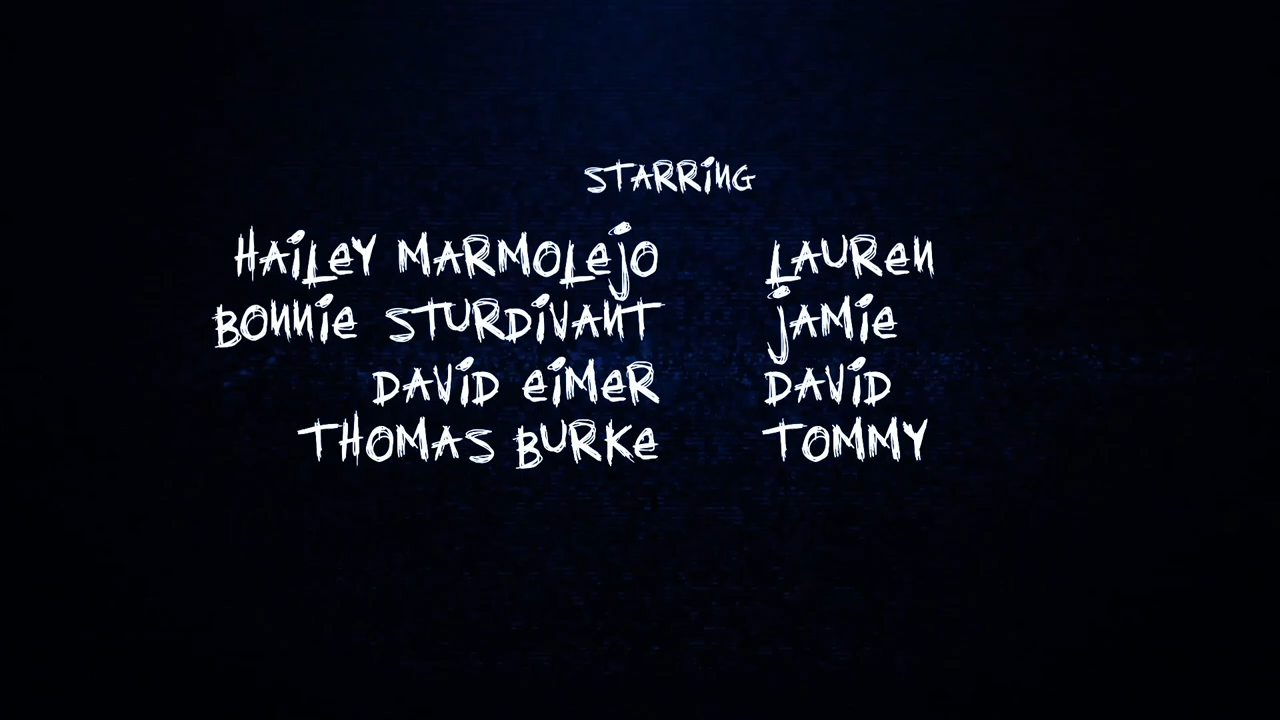 STARRING
HAILEY MARMOLEJO LAUREN
BONNIE STURDIVANT JAMIE
DAVID EIMER DAVID
THOMAS BURKE TOMMY